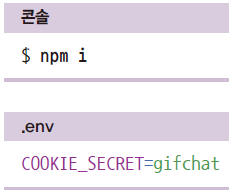 콘솔
$ npm i
.env
COOKIE_SECRET=gifchat